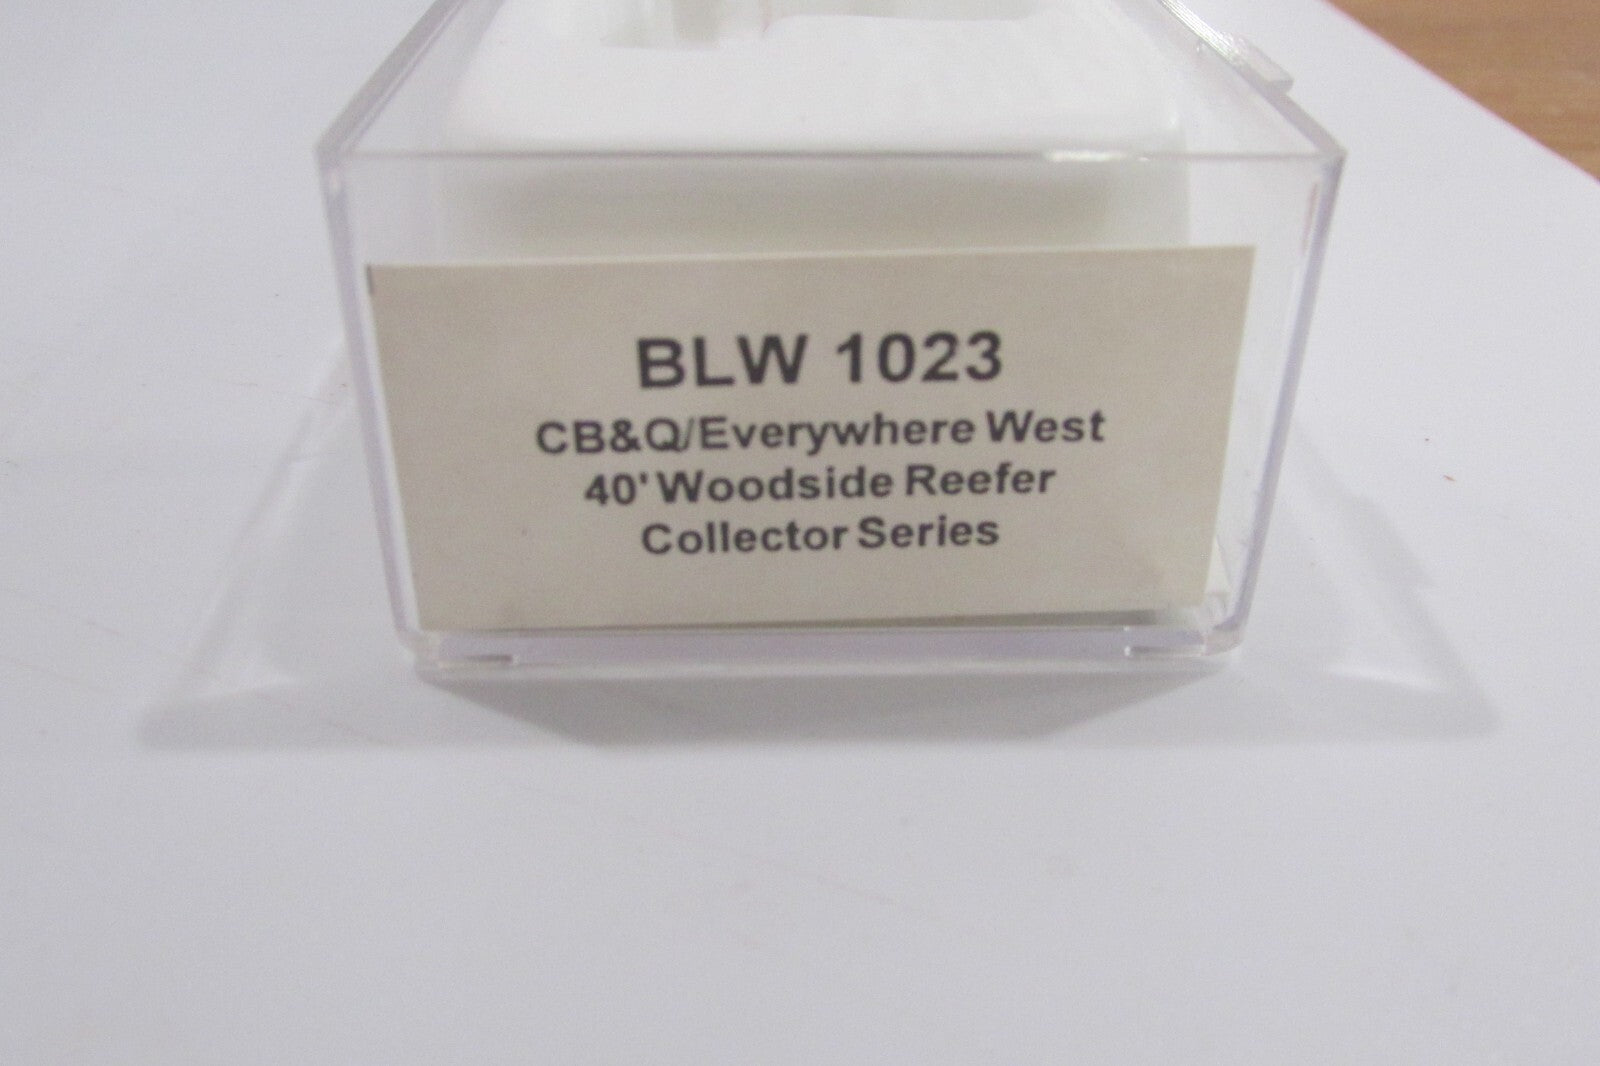 BLW 1023
CB&Q/Everywhere West
40' Woodside Reefer
Collector Series